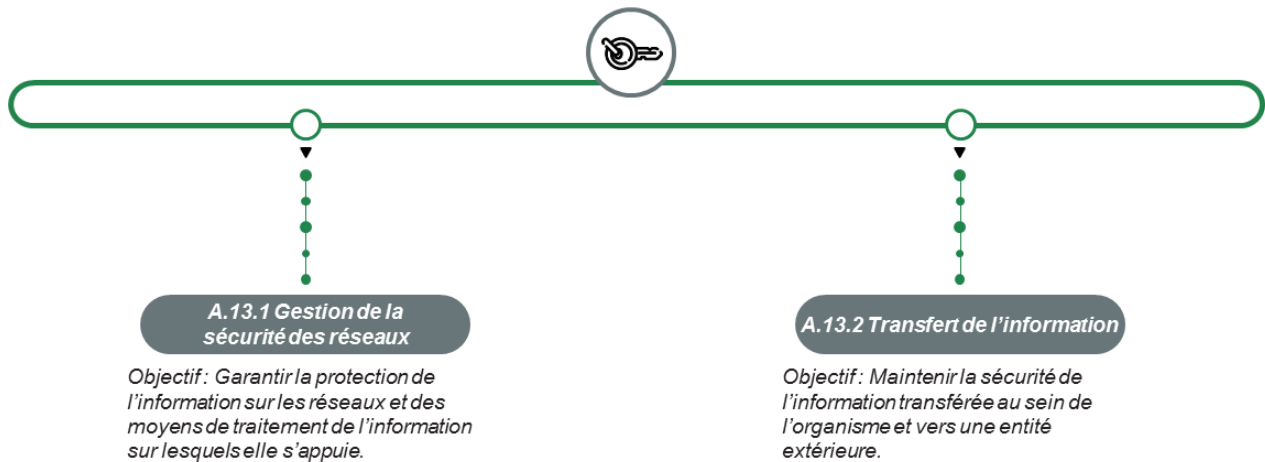 A.13.1 Gestion de la
sécurité des réseaux
Objectif : Garantir la protection de
l’information sur les réseaux et des
moyens de traitement de l’information
sur lesquels elle s’appuie.
A.13.2 Transfert de l’information
Objectif : Maintenir la sécurité de
l’information transférée au sein de
l’organisme et vers une entité
extérieure.